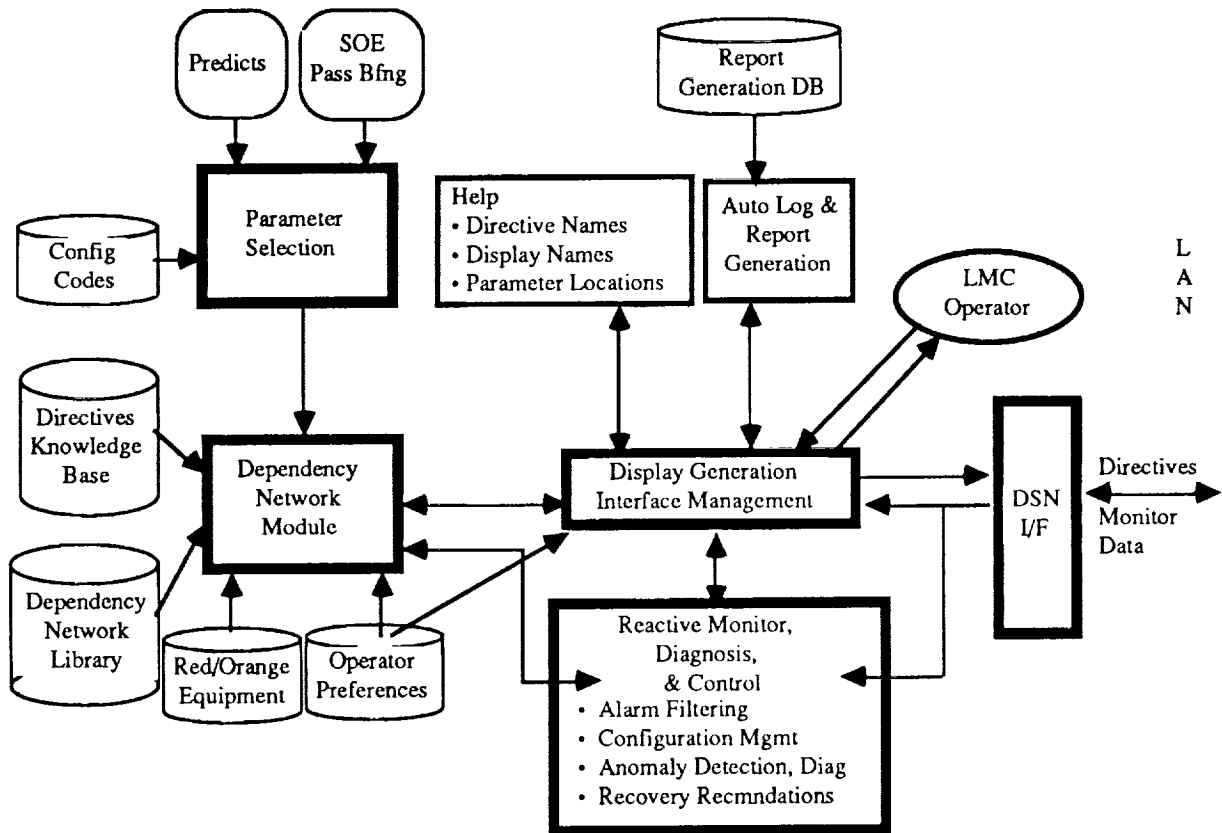 Predicts
SOE
Pass Bfng
Report
Generation DB
Parameter
Selection
Config
Codes
Help
• Directive Names
• Display Names
• Parameter Locations
Auto Log &
Report
Generation
LMC
Operator
L
A
N
Directives
Knowledge
Base
Dependency
Network
Module
Display Generation
Interface Management
DSN
I/F
Directives
Monitor
Data
Dependency
Network
Library
Red/Orange
Equipment
Operator
Preferences
Reactive Monitor,
Diagnosis,
& Control
• Alarm Filtering
• Configuration Mgmt
• Anomaly Detection, Diag
• Recovery Recmndations